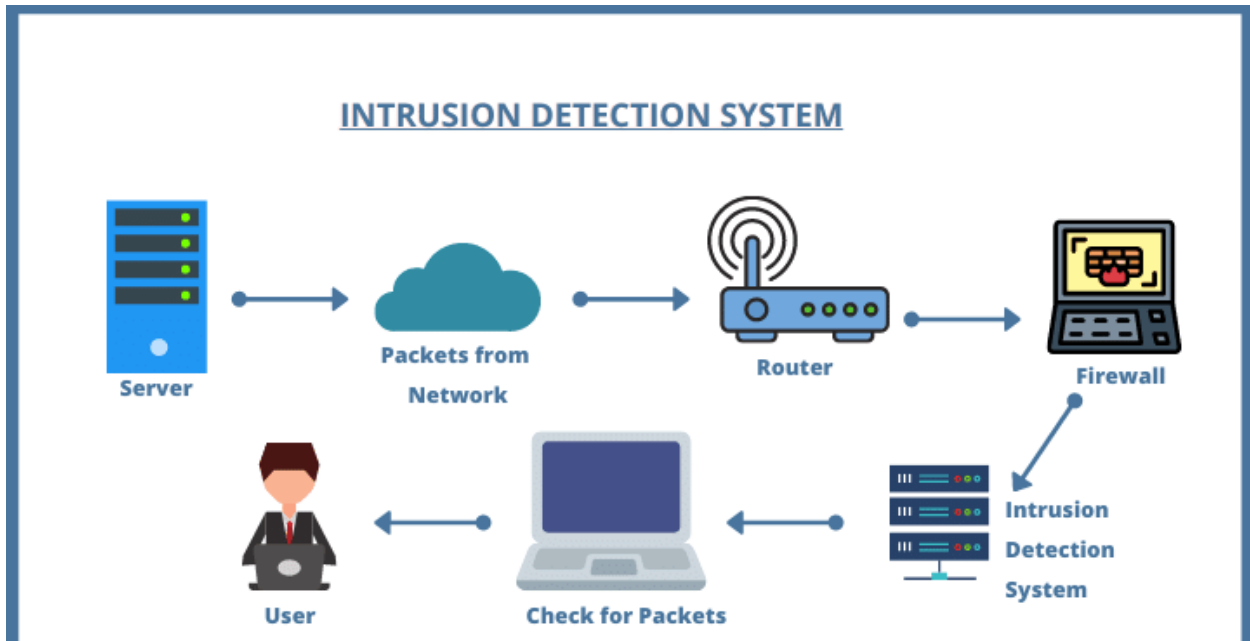 INTRUSION DETECTION SYSTEM
Server
Packets from
Network
Router
Firewall
User
Check for Packets
Intrusion
Detection
System